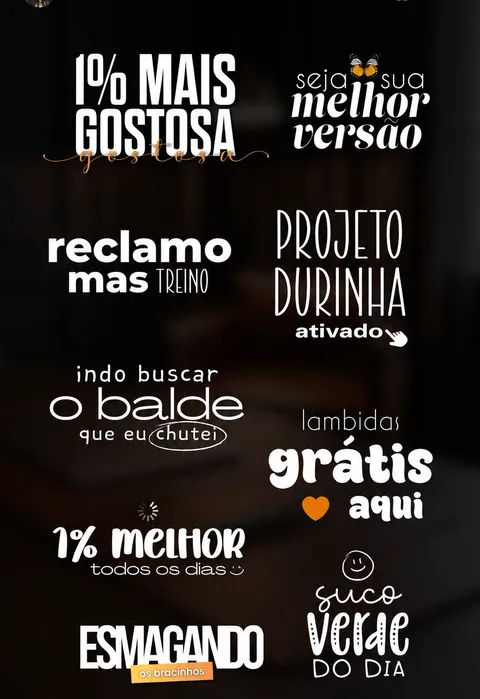 1% MAIS
GOSTOSA
gostosa
seja sua
melhor
versão
reclamo
mas TREINO
PROJETO
DURINHA
ativado
indo buscar
o balde
que eu chutei
lambidas
grátis
aqui
1% MELHOR
todos os dias
suco
verde
DO DIA
ESMAGANDO
os bracinhos